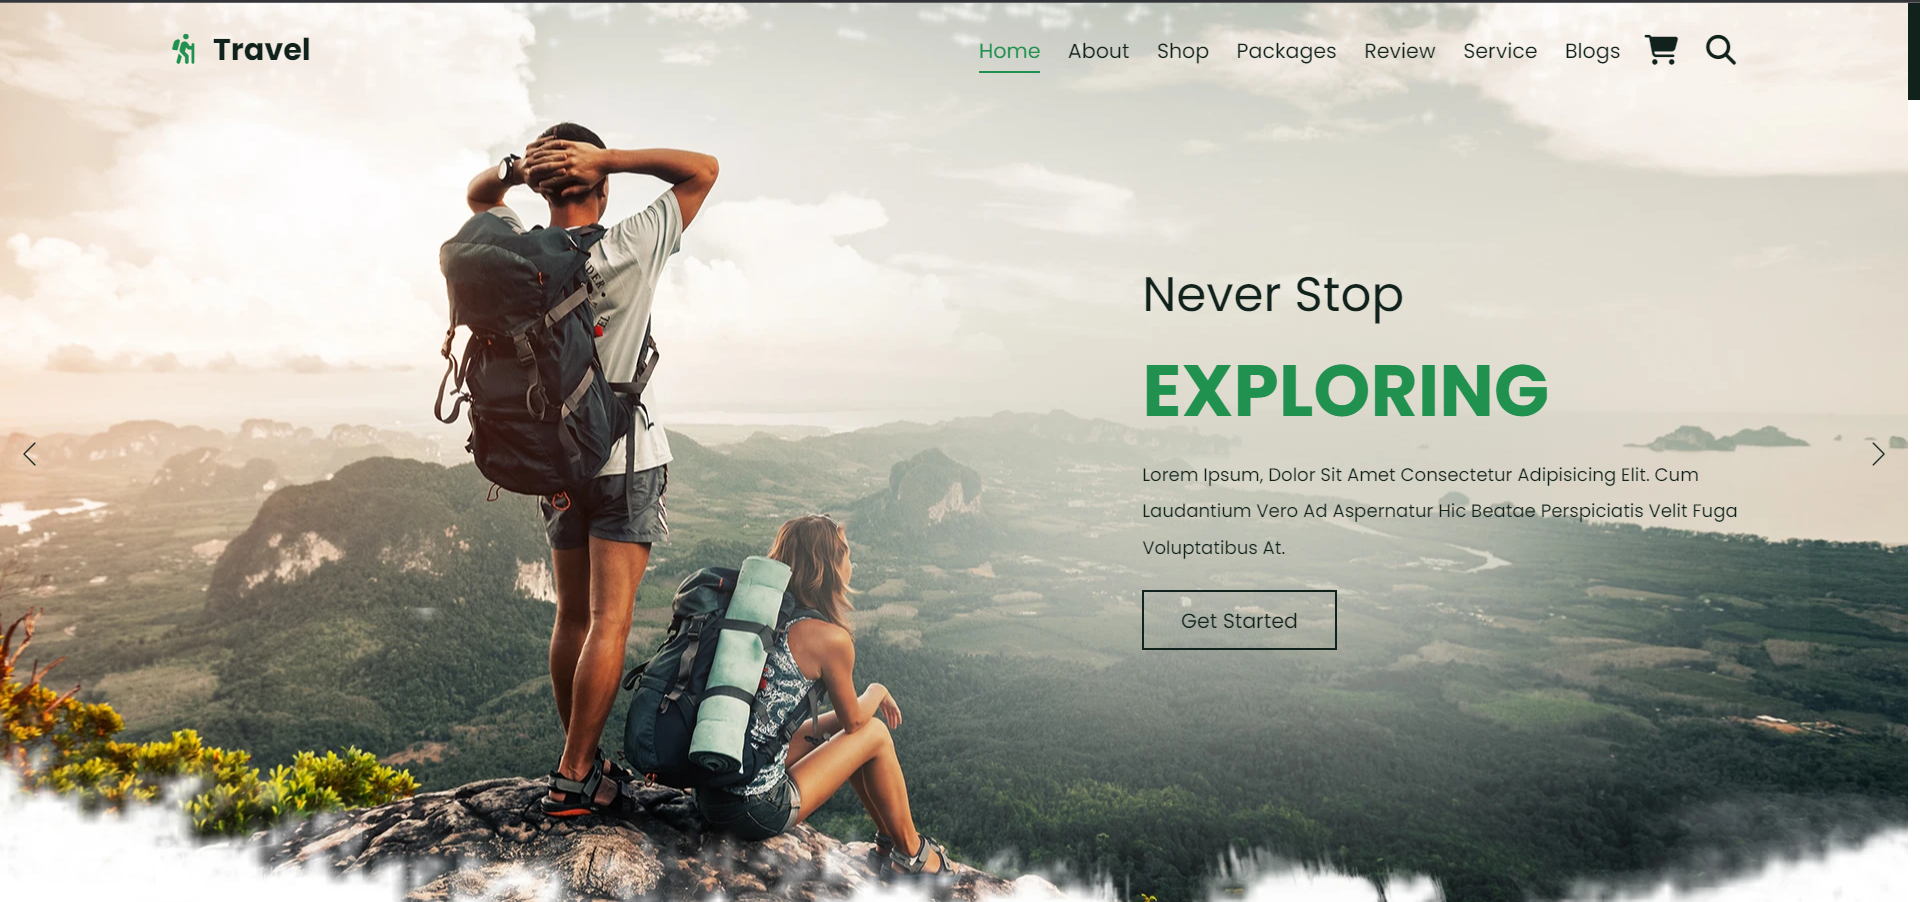 Travel
Home About Shop Packages Review Service Blogs
Never Stop
EXPLORING
Lorem Ipsum, Dolor Sit Amet Consectetur Adipisicing Elit. Cum
Laudantium Vero Ad Aspernatur Hic Beatae Perspiciatis Velit Fuga
Voluptatibus At.
Get Started